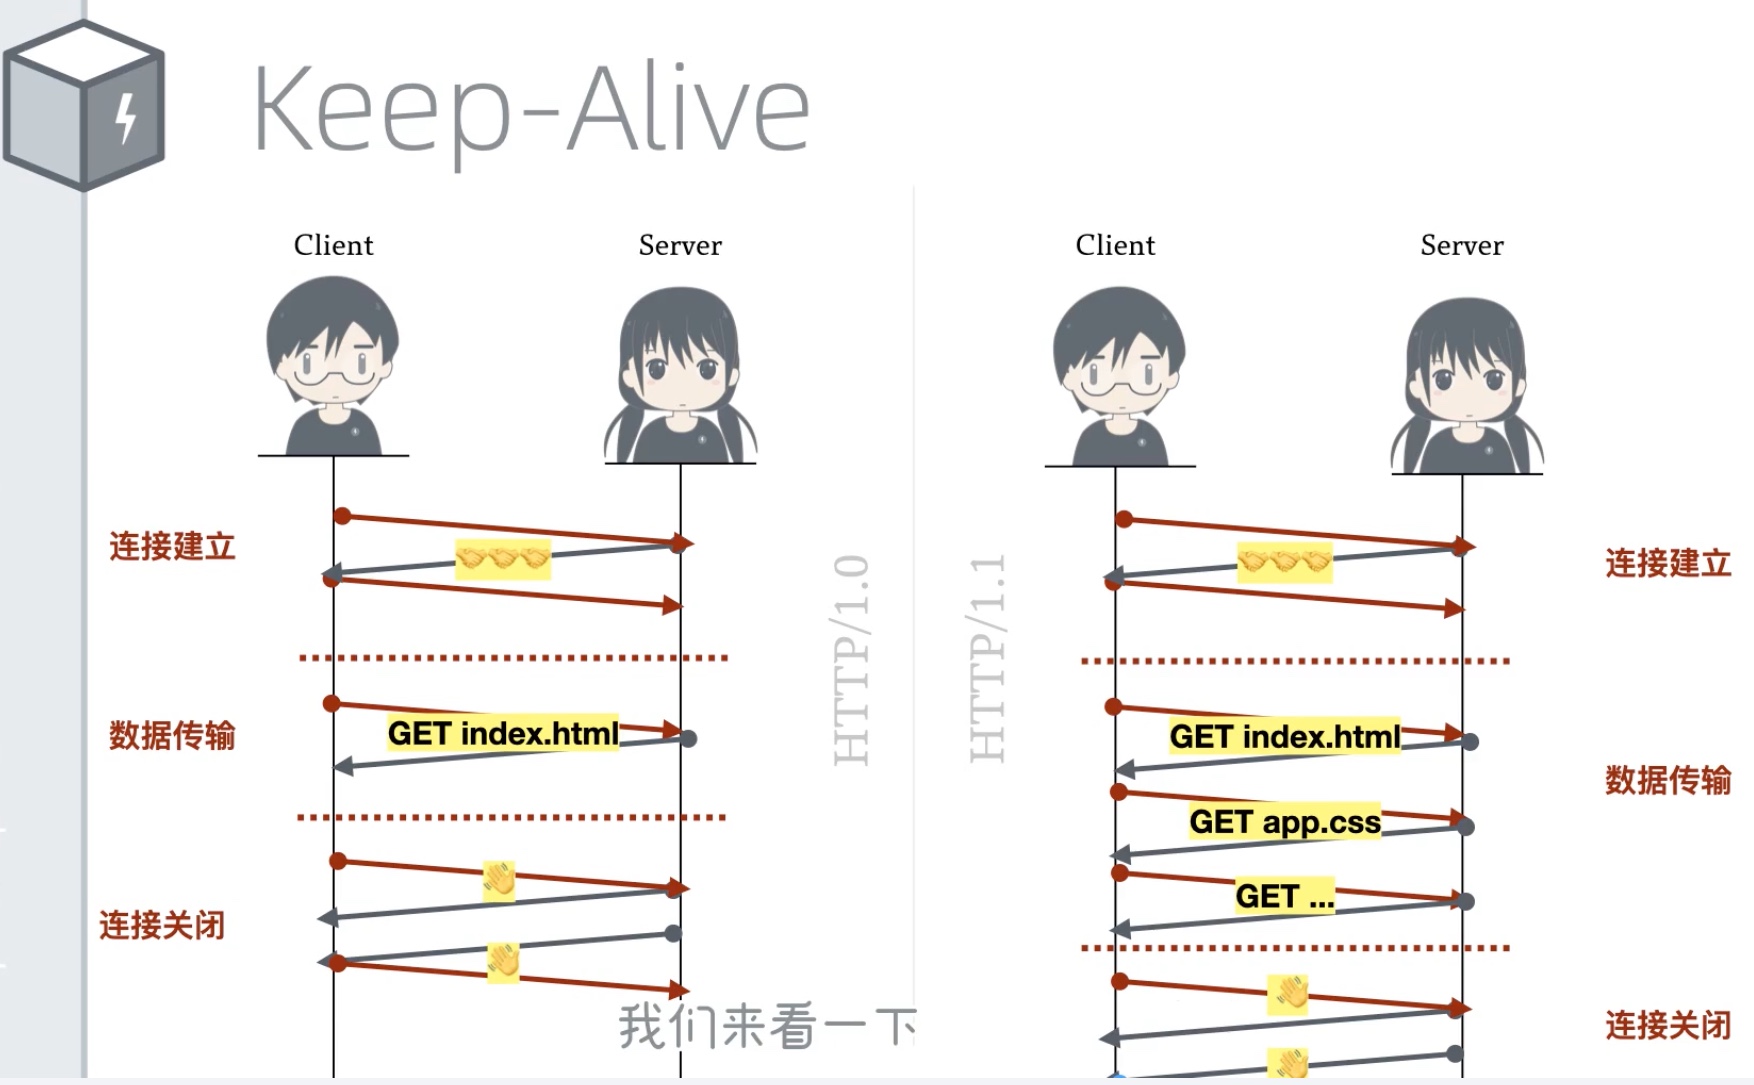 Keep-Alive
Client
Server
连接建立
数据传输
GET index.html
连接关闭
HTTP/1.0
HTTP/1.1
Client
Server
连接建立
GET index.html
数据传输
GET app.css
GET ...
连接关闭
我们来看一下